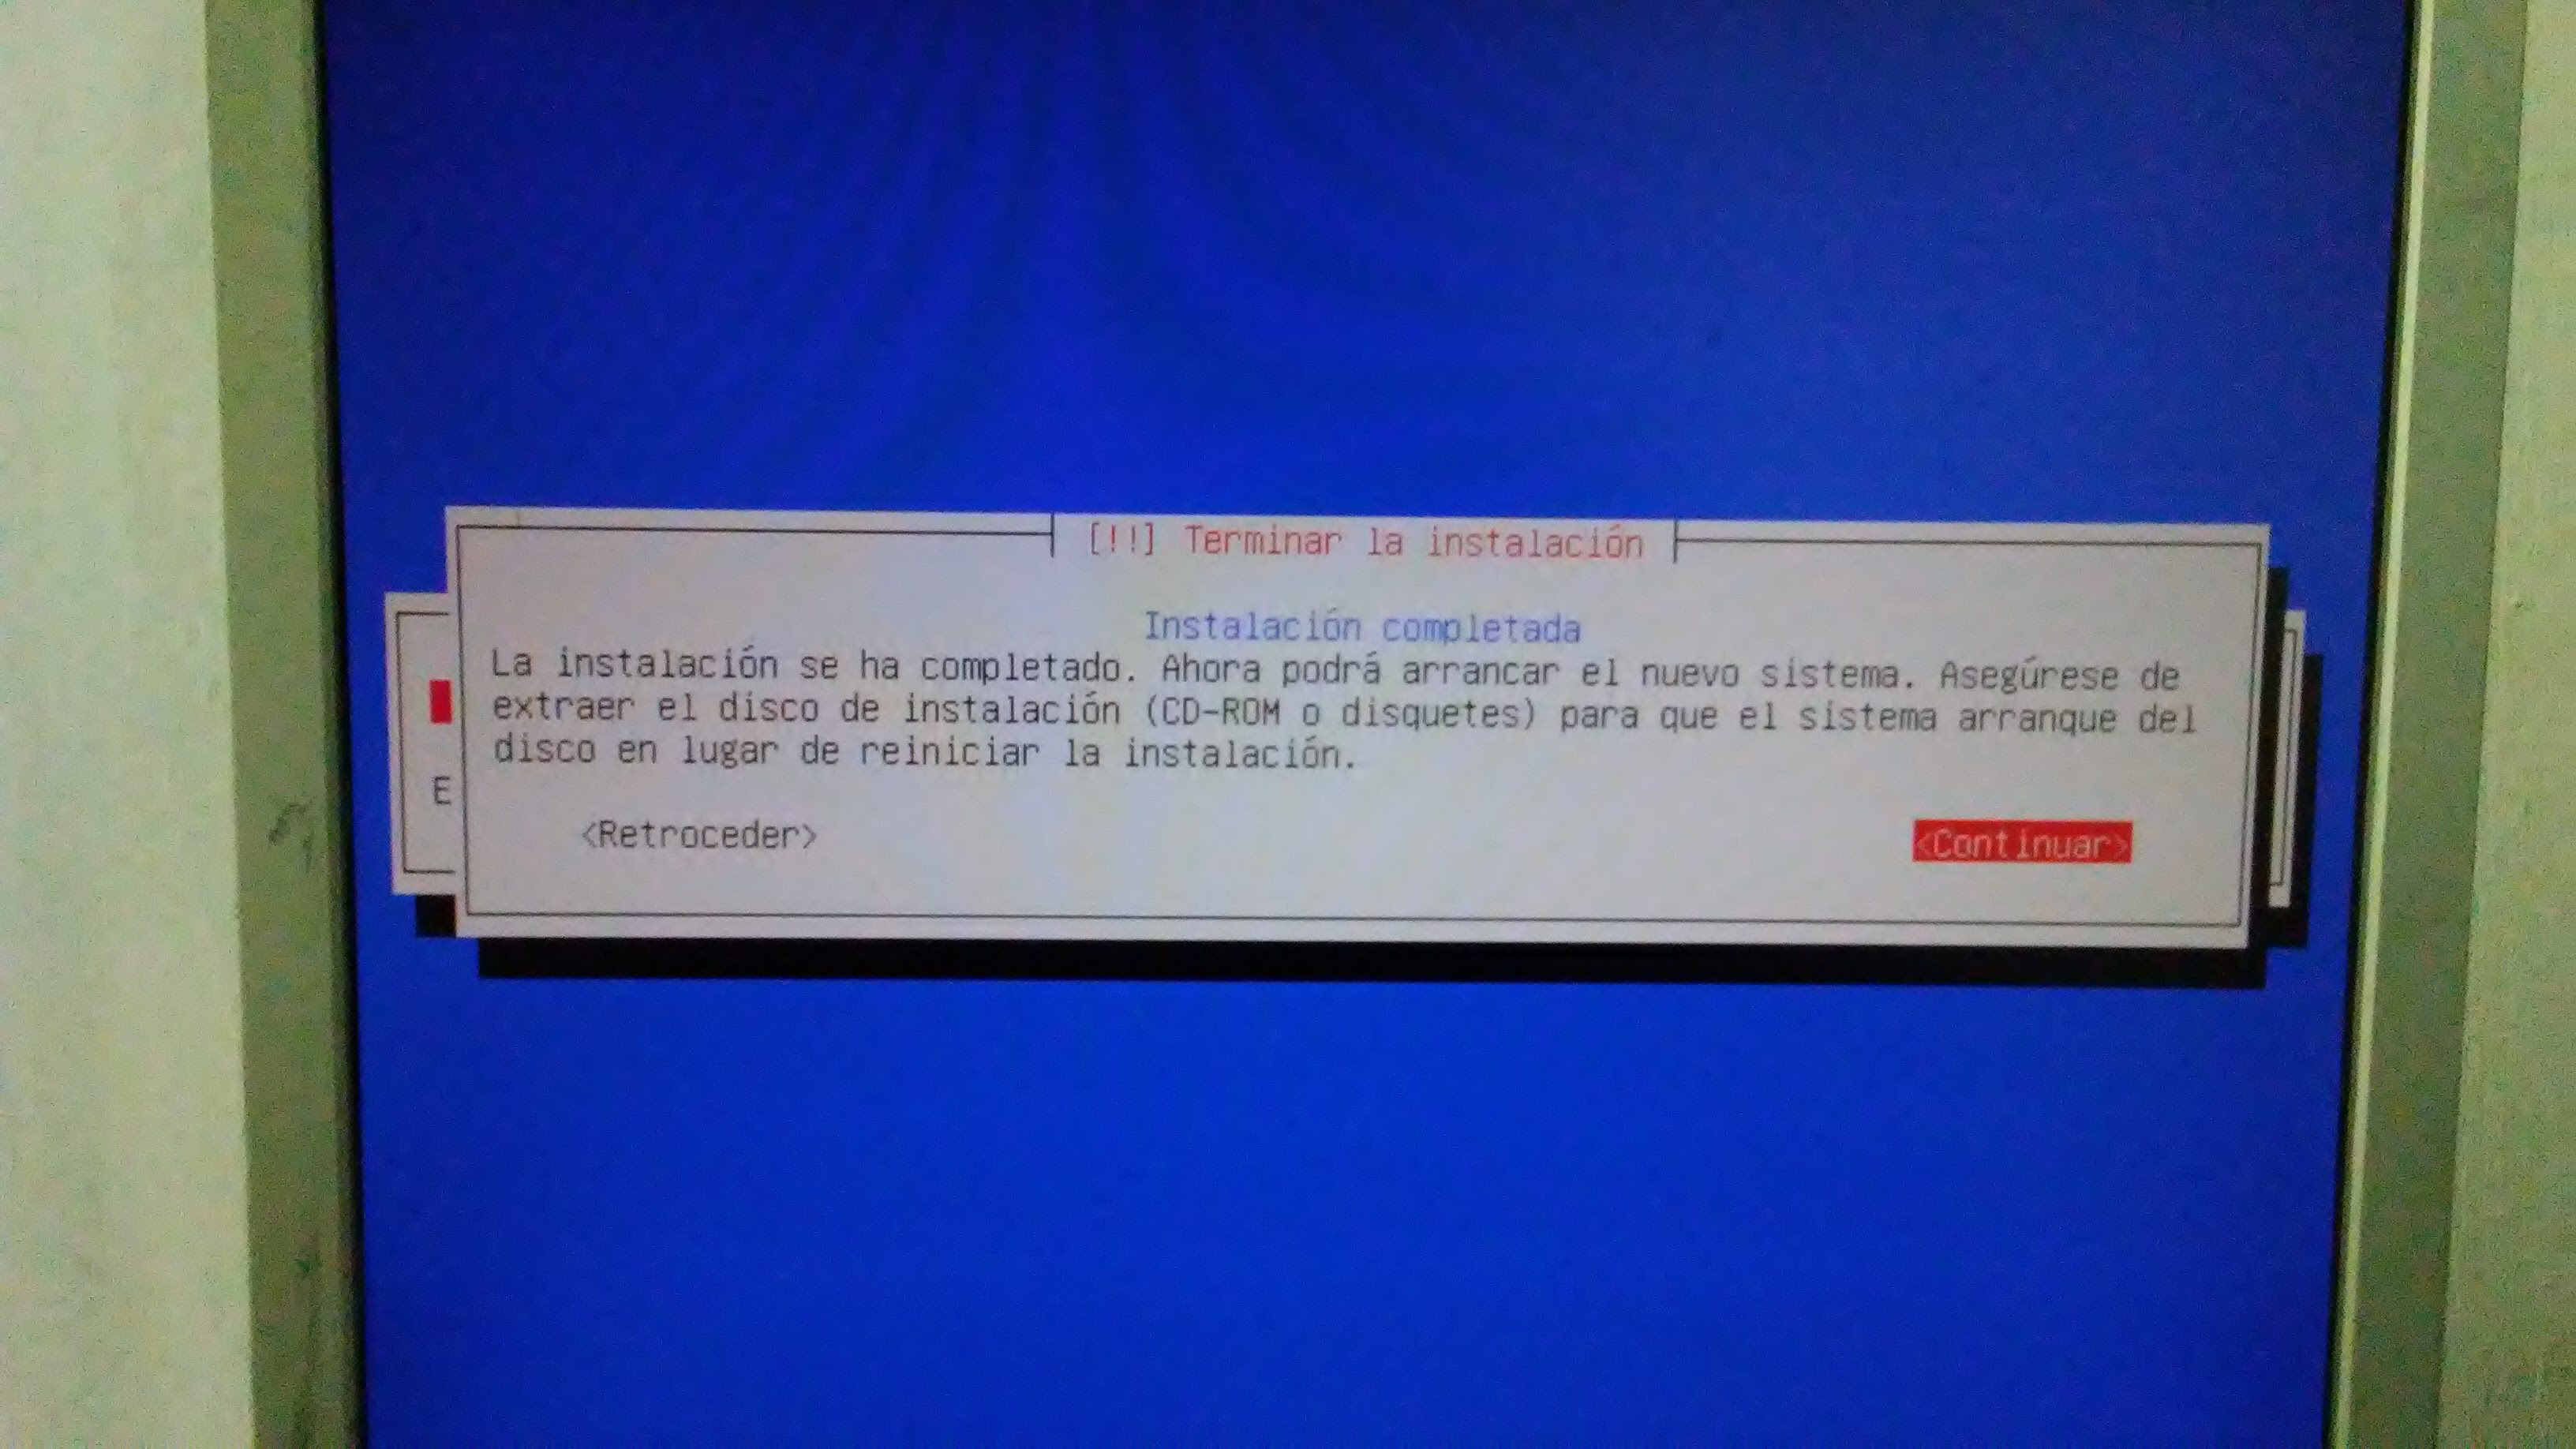 [!!] Terminar la instalación
Instalación completada
La instalación se ha completado. Ahora podrá arrancar el nuevo sistema. Asegúrese de
extraer el disco de instalación (CD-ROM o disquetes) para que el sistema arranque del
disco en lugar de reiniciar la instalación.
E
<Retroceder> <Continuar>